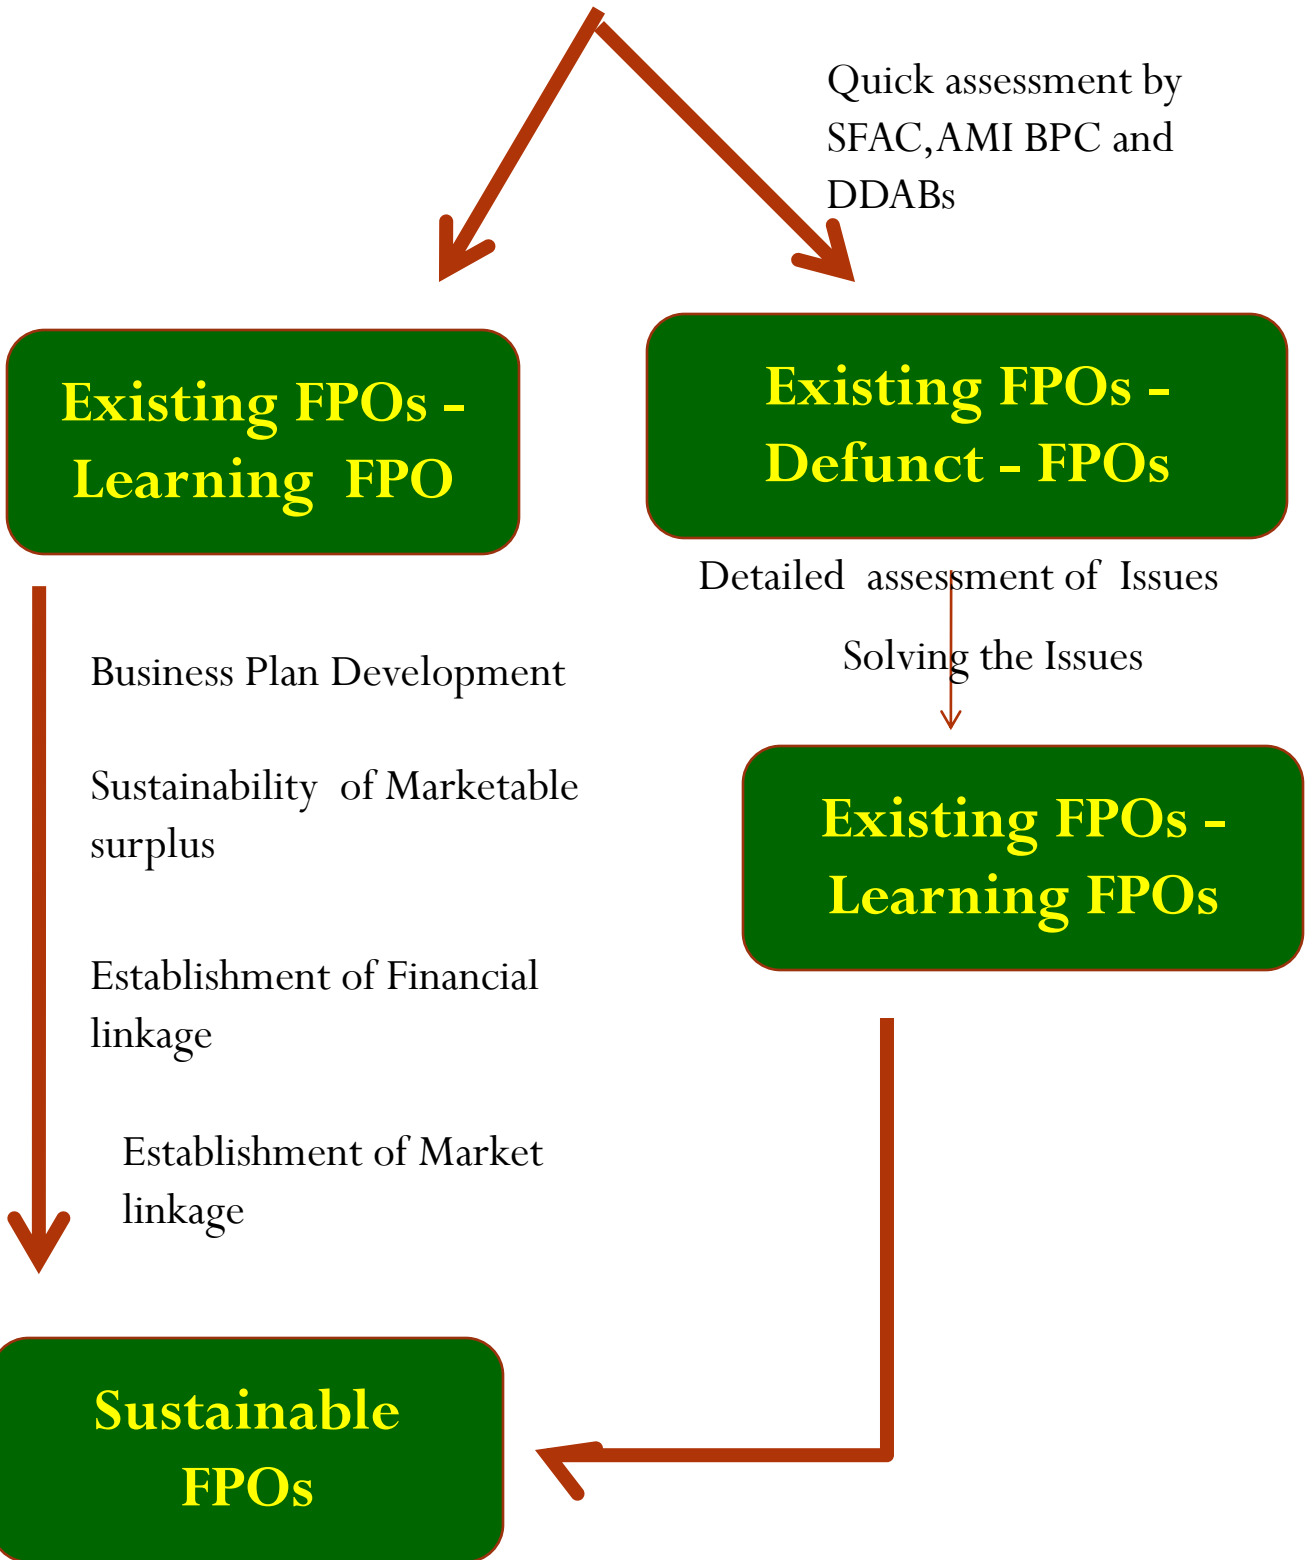 Quick assessment by
SFAC,AMI BPC and
DDABs
Existing FPOs -
Learning FPO
Existing FPOs -
Defunct - FPOs
Detailed assessment of Issues
Solving the Issues
Business Plan Development
Sustainability of Marketable
surplus
Existing FPOs -
Learning FPOs
Establishment of Financial
linkage
Establishment of Market
linkage
Sustainable
FPOs